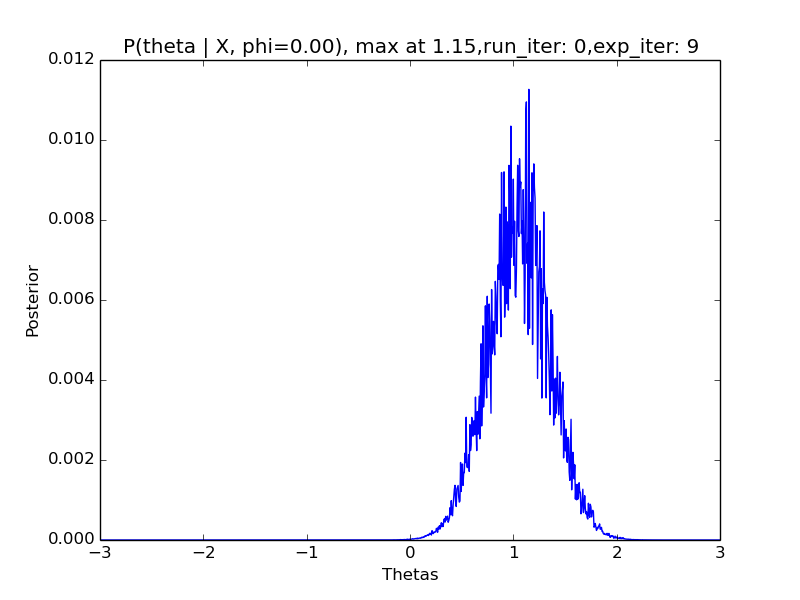 P(theta | X, phi=0.00), max at 1.15,run_iter: 0,exp_iter: 9
0.012
0.010
0.008
0.006
0.004
0.002
0.000
Posterior
−3 −2 −1 0 1 2 3
Thetas